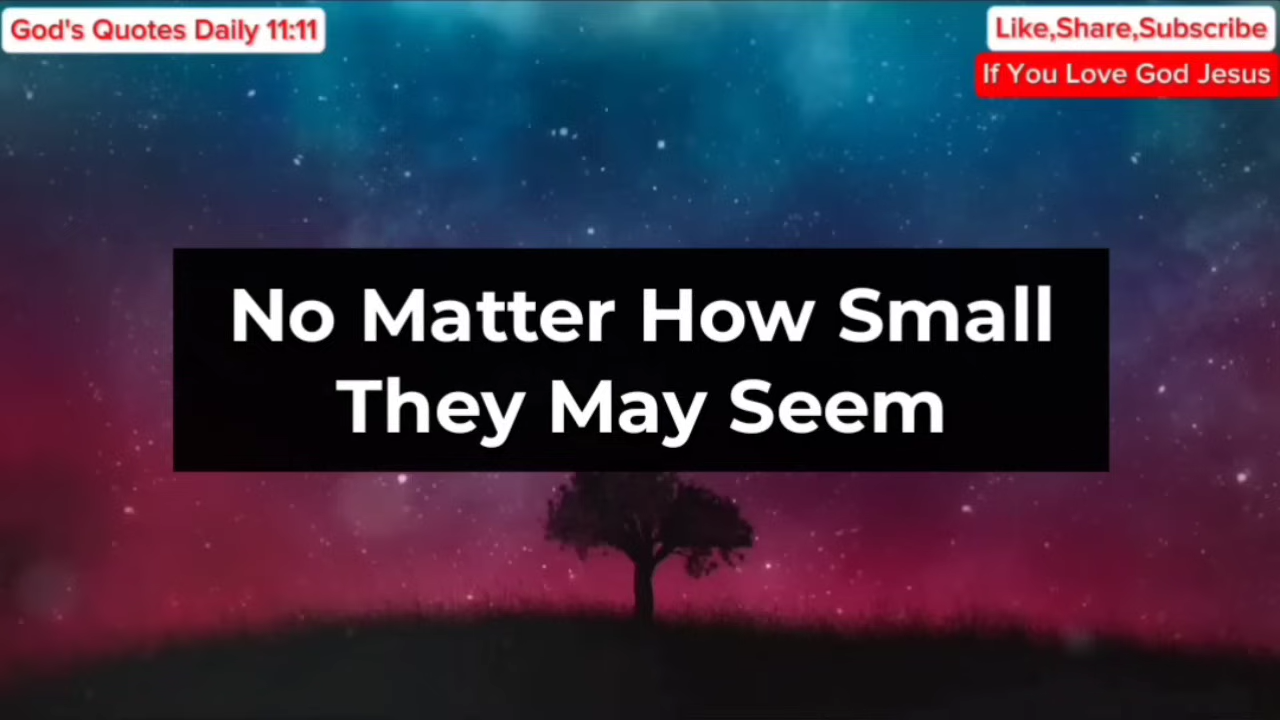 God's Quotes Daily 11:11
Like,Share,Subscribe
If You Love God Jesus
No Matter How Small
They May Seem